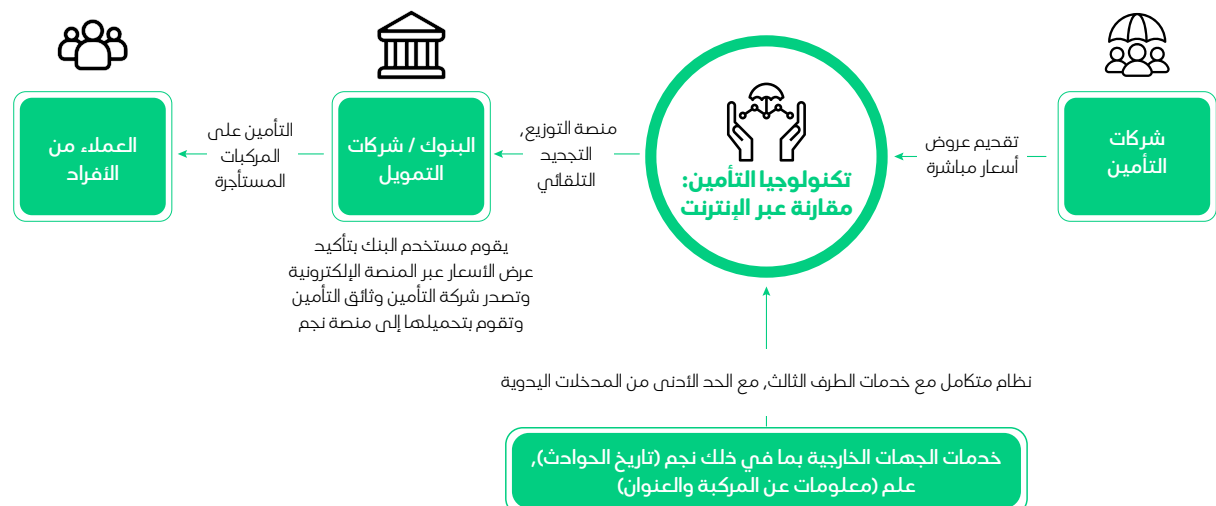 شركات
التأمين
تقديم عروض
أسعار مباشرة
تكنولوجيا التأمين:
مقارنة عبر الإنترنت
منصة التوزيع,
التجديد
التلقائي
البنوك / شركات
التمويل
يقوم مستخدم البنك بتأكيد
عرض الأسعار عبر المنصة الإلكترونية
وتصدر شركة التأمين وثائق التأمين
وتقوم بتحميلها إلى منصة نجم
التأمين على
المركبات
المستأجرة
العملاء من
الأفراد
نظام متكامل مع خدمات الطرف الثالث, مع الحد الأدنى من المدخلات اليدوية
خدمات الجهات الخارجية بما في ذلك نجم (تاريخ الحوادث),
علم (معلومات عن المركبة والعنوان)